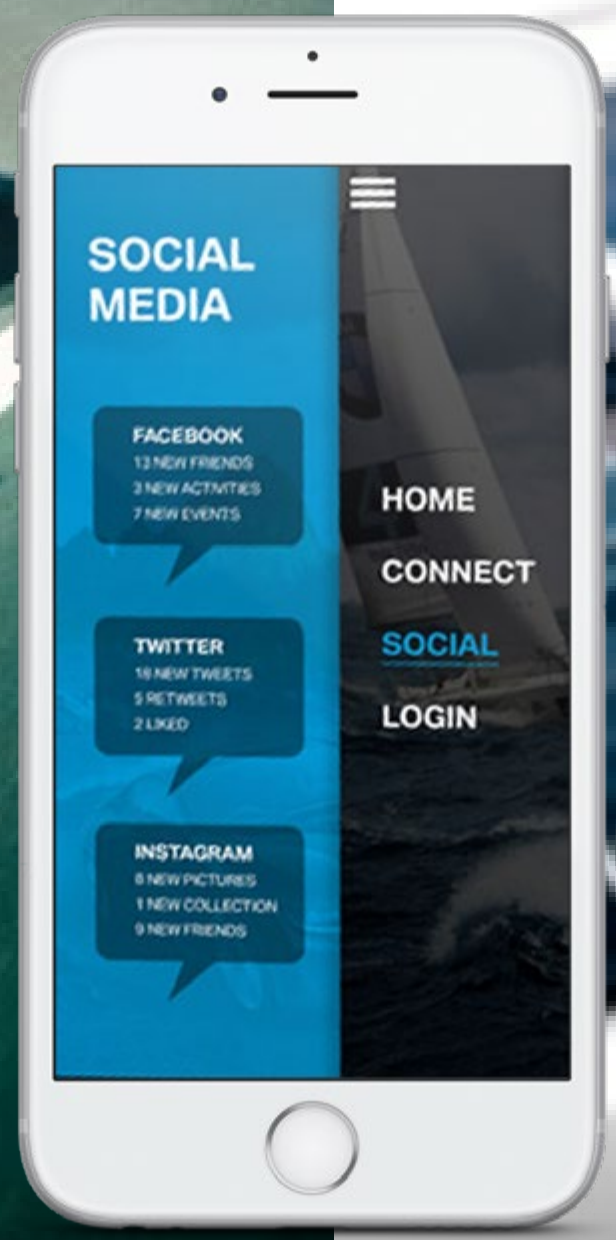 SOCIAL
MEDIA
FACEBOOK
13 NEW FRIENDS
3 NEW ACTIVITIES
7 NEW EVENTS
TWITTER
18 NEW TWEETS
5 RETWEETS
2 LIKED
INSTAGRAM
8 NEW PICTURES
1 NEW COLLECTION
9 NEW FRIENDS
HOME
CONNECT
SOCIAL
LOGIN